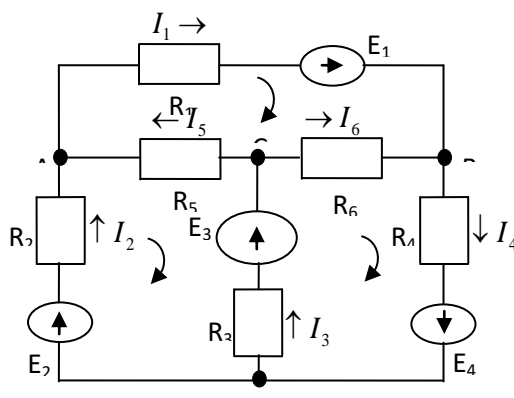 I₁ →
E₁
R₁
← I₅
→ I₆
R₅
R₆
R₂
↑ I₂
E₃
R₄
↓ I₄
R₃
↑ I₃
E₂
E₄